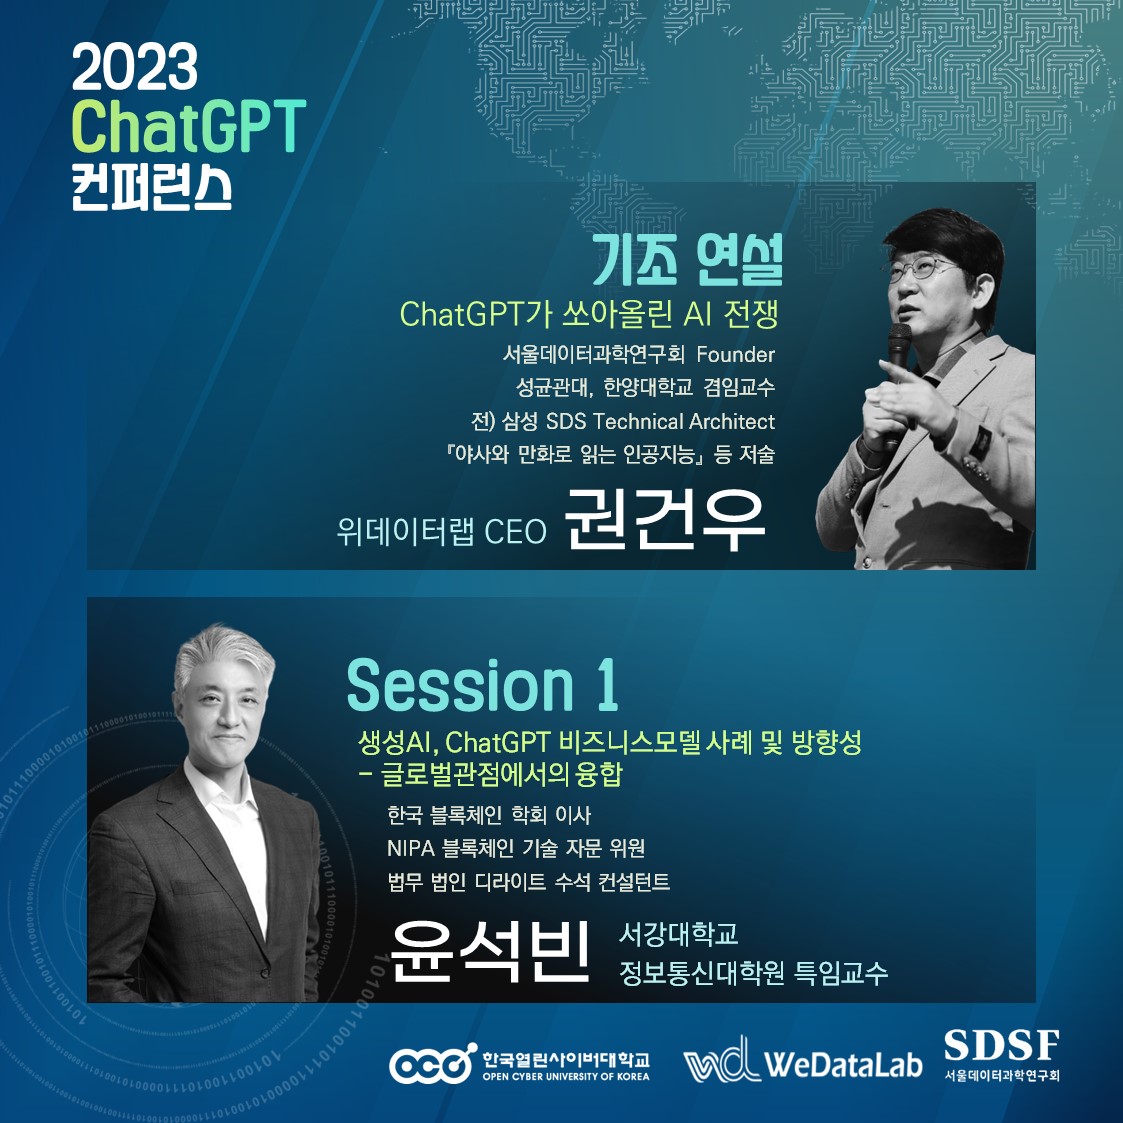 2023
ChatGPT
컨퍼런스
기조 연설
ChatGPT가 쏘아올린 AI 전쟁
서울데이터과학연구회 Founder
성균관대, 한양대학교 겸임교수
전) 삼성 SDS Technical Architect
『야사와 만화로 읽는 인공지능』 등 저술
위데이터랩 CEO 권건우
Session 1
생성AI, ChatGPT 비즈니스모델 사례 및 방향성
- 글로벌관점에서의 융합
한국 블록체인 학회 이사
NIPA 블록체인 기술 자문 위원
법무 법인 디라이트 수석 컨설턴트
윤석빈 서강대학교
정보통신대학원 특임교수
OCU 한국열린사이버대학교
OPEN CYBER UNIVERSITY OF KOREA
WeDataLab
SDSF
서울데이터과학연구회